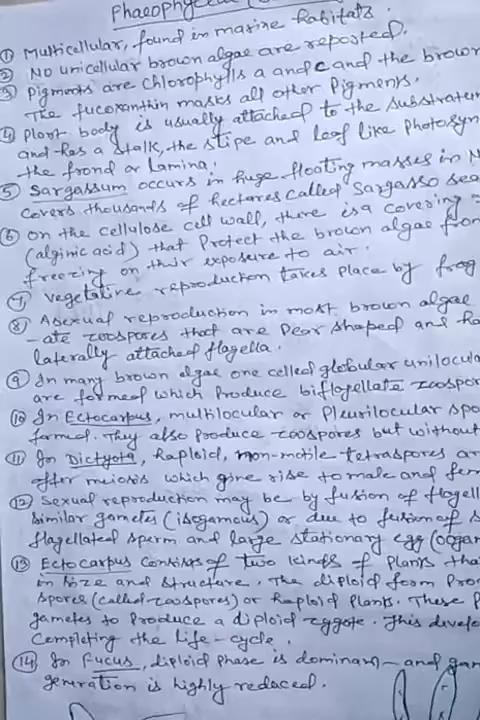 Phaeophyceae
① Multicellular, found in marine habitats.
② No unicellular brown algae are reported.
③ Pigments are chlorophylls a and c and the brown
The fucoxanthin masks all other Pigments.
④ Plant body is usually attached to the substratum
and has a stalk, the stipe and leaf like photosyn
the frond or lamina.
⑤ Sargassum occurs in huge floating masses in N
covers thousands of hectares called Sargasso sea
⑥ on the cellulose cell wall, there is a covering
(alginic acid) that Protect the brown algae from
freezing on their exposure to air.
⑦ vegetative reproduction takes place by frag
⑧ Asexual reproduction in most brown algae
-ate zoospores that are Pear shaped and ha
laterally attached flagella.
⑨ In many brown algae one celled globular unilocula
are formed which Produce biflagellate zoospor
⑩ In Ectocarpus, multilocular or Plurilocular spo
formed. They also produce zoospores but without
⑪ In Dictyota, haploid, non-motile tetraspores ar
after meiosis which give rise to male and fem
⑫ Sexual reproduction may be by fusion of flagell
similar gametes (isogamous) or due to fusion of s
flagellated sperm and large stationary egg (oogam
⑬ Ectocarpus consists of two kinds of Plants tha
in size and structure. The diploid form Pro
spores (called zoospores) or haploid Plants. These P
gametes to Produce a diploid zygote. This develo
Completing the life-cycle.
⑭ In Fucus, diploid phase is dominant and gam
generation is highly reduced.